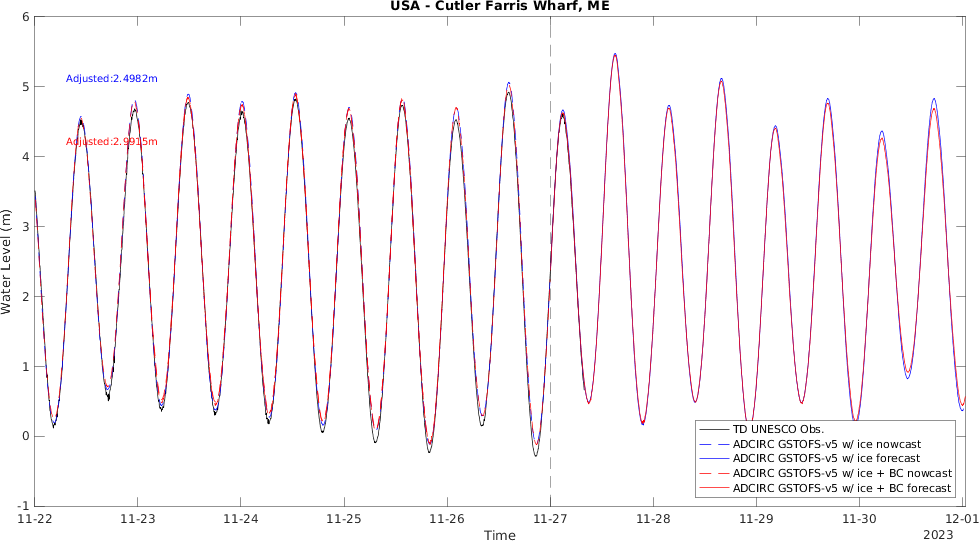 USA - Cutler Farris Wharf, ME
6
5
4
3
2
1
0
-1
Water Level (m)
Adjusted:2.4982m
Adjusted:2.9915m
TD UNESCO Obs.
ADCIRC GSTOFS-v5 w/ ice nowcast
ADCIRC GSTOFS-v5 w/ ice forecast
ADCIRC GSTOFS-v5 w/ ice + BC nowcast
ADCIRC GSTOFS-v5 w/ ice + BC forecast
11-22 11-23 11-24 11-25 11-26 11-27 11-28 11-29 11-30 12-01
Time
2023